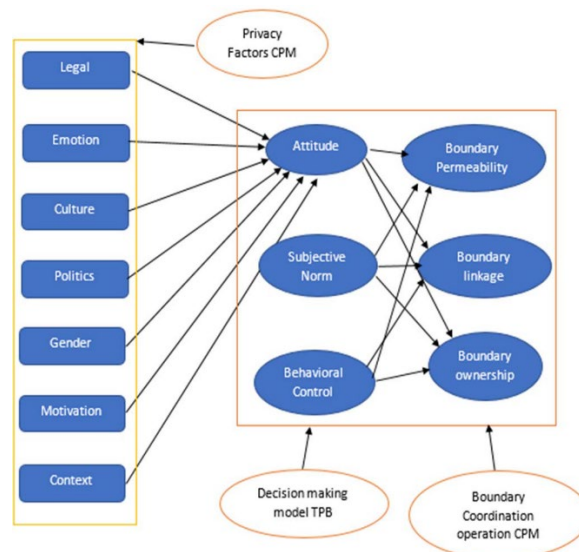 Privacy
Factors CPM
Legal
Emotion
Culture
Politics
Gender
Motivation
Context
Attitude
Subjective
Norm
Behavioral
Control
Boundary
Permeability
Boundary
linkage
Boundary
ownership
Decision making
model TPB
Boundary
Coordination
operation CPM